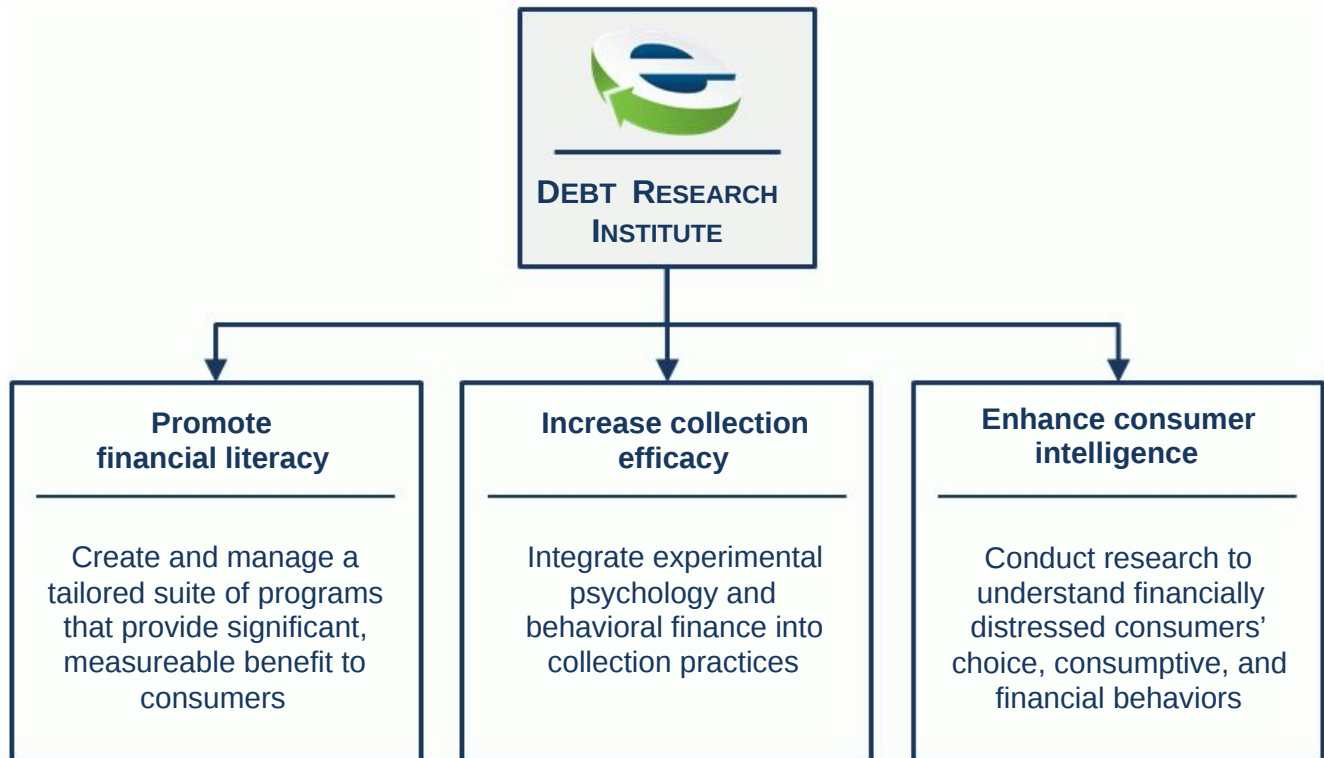 DEBT RESEARCH
INSTITUTE
Promote
financial literacy
Create and manage a
tailored suite of programs
that provide significant,
measureable benefit to
consumers
Increase collection
efficacy
Integrate experimental
psychology and
behavioral finance into
collection practices
Enhance consumer
intelligence
Conduct research to
understand financially
distressed consumers’
choice, consumptive, and
financial behaviors